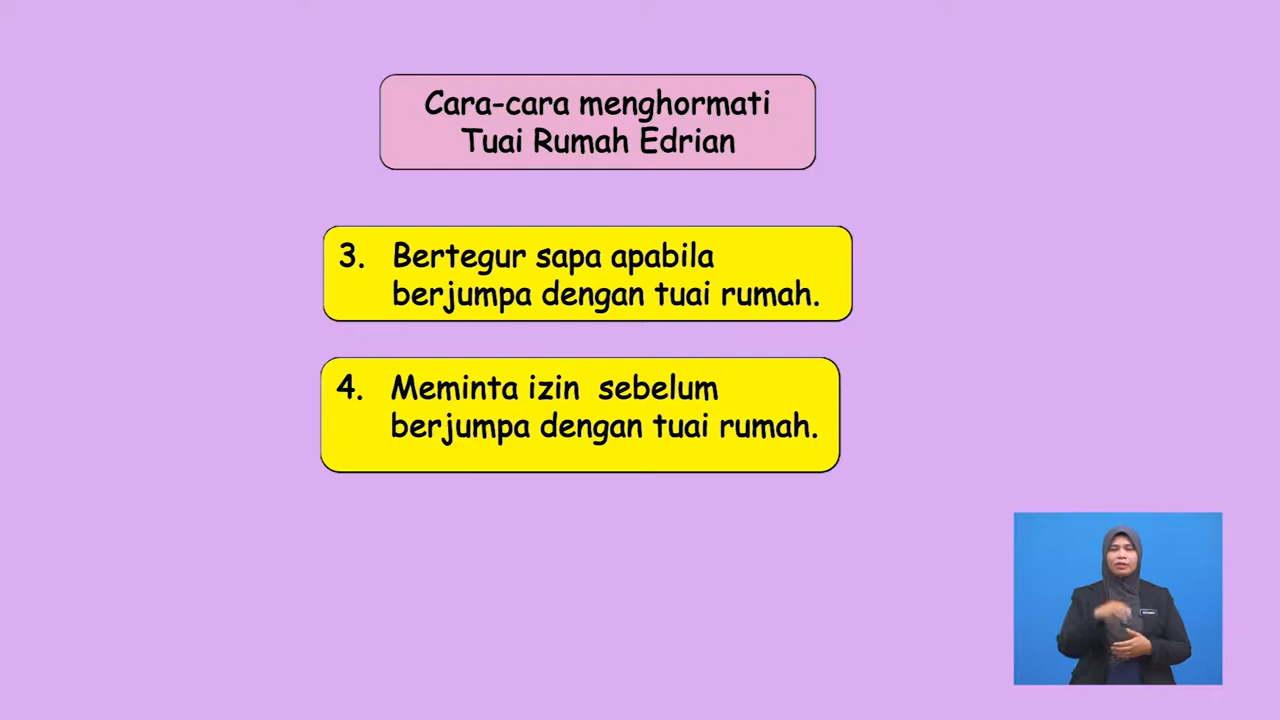 Cara-cara menghormati
Tuai Rumah Edrian
3. Bertegur sapa apabila
berjumpa dengan tuai rumah.
4. Meminta izin sebelum
berjumpa dengan tuai rumah.